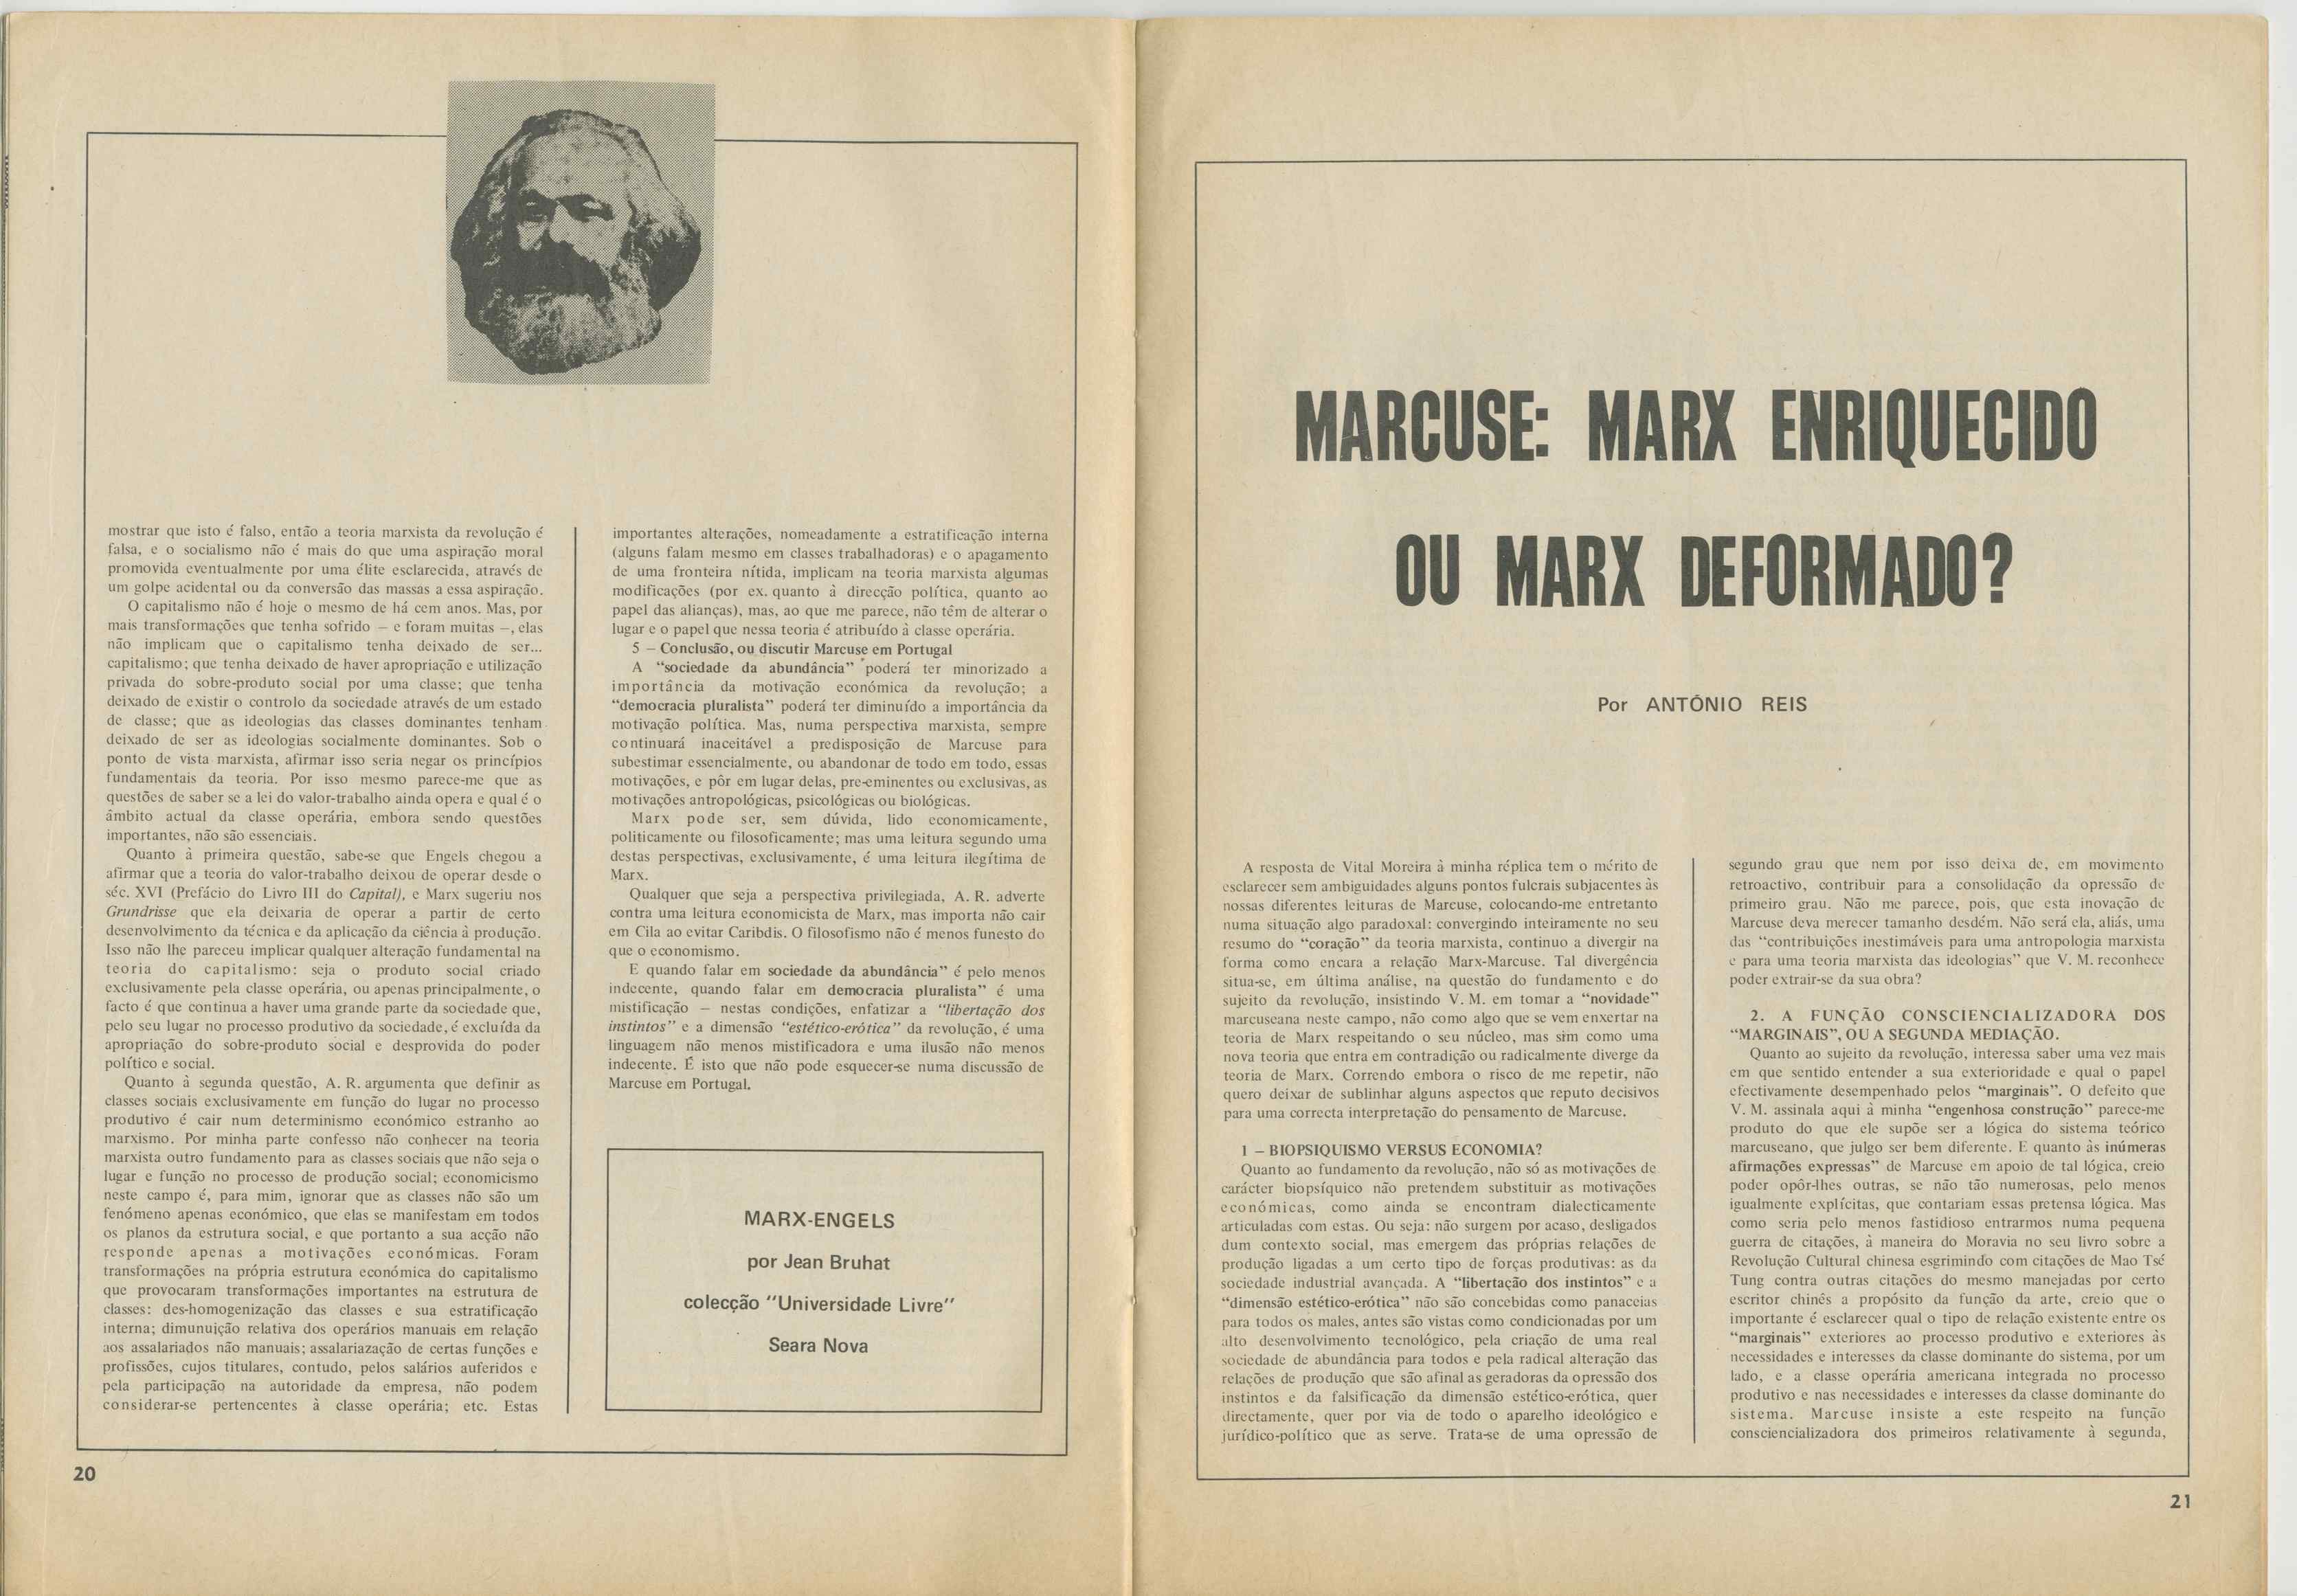 mostrar que isto é falso, então a teoria marxista da revolução é
falsa, e o socialismo não é mais do que uma aspiração moral
promovida eventualmente por uma élite esclarecida, através de
um golpe acidental ou da conversão das massas a essa aspiração.
O capitalismo não é hoje o mesmo de há cem anos. Mas, por
mais transformações que tenha sofrido — e foram muitas —, elas
não implicam que o capitalismo tenha deixado de ser...
capitalismo; que tenha deixado de haver apropriação e utilização
privada do sobre-produto social por uma classe; que tenha
deixado de existir o controlo da sociedade através de um estado
de classe; que as ideologias das classes dominantes tenham
deixado de ser as ideologias socialmente dominantes. Sob o
ponto de vista marxista, afirmar isso seria negar os princípios
fundamentais da teoria. Por isso mesmo parece-me que as
questões de saber se a lei do valor-trabalho ainda opera e qual é o
âmbito actual da classe operária, embora sendo questões
importantes, não são essenciais.
Quanto à primeira questão, sabe-se que Engels chegou a
afirmar que a teoria do valor-trabalho deixou de operar desde o
séc. XVI (Prefácio do Livro III do Capital), e Marx sugeriu nos
Grundrisse que ela deixaria de operar a partir de certo
desenvolvimento da técnica e da aplicação da ciência à produção.
Isso não lhe pareceu implicar qualquer alteração fundamental na
teoria do capitalismo: seja o produto social criado
exclusivamente pela classe operária, ou apenas principalmente, o
facto é que continua a haver uma grande parte da sociedade que,
pelo seu lugar no processo produtivo da sociedade, é excluída da
apropriação do sobre-produto social e desprovida do poder
político e social.
Quanto à segunda questão, A. R. argumenta que definir as
classes sociais exclusivamente em função do lugar no processo
produtivo é cair num determinismo económico estranho ao
marxismo. Por minha parte confesso não conhecer na teoria
marxista outro fundamento para as classes sociais que não seja o
lugar e função no processo de produção social; economicismo
neste campo é, para mim, ignorar que as classes não são um
fenómeno apenas económico, que elas se manifestam em todos
os planos da estrutura social, e que portanto a sua acção não
responde apenas a motivações económicas. Foram
transformações na própria estrutura económica do capitalismo
que provocaram transformações importantes na estrutura de
classes: des-homogenização das classes e sua estratificação
interna; dimunuição relativa dos operários manuais em relação
aos assalariados não manuais; assalariazação de certas funções e
profissões, cujos titulares, contudo, pelos salários auferidos e
pela participação na autoridade da empresa, não podem
considerar-se pertencentes à classe operária; etc. Estas
20
importantes alterações, nomeadamente a estratificação interna
(alguns falam mesmo em classes trabalhadoras) e o apagamento
de uma fronteira nítida, implicam na teoria marxista algumas
modificações (por ex. quanto à direcção política, quanto ao
papel das alianças), mas, ao que me parece, não têm de alterar o
lugar e o papel que nessa teoria é atribuído à classe operária.
5 — Conclusão, ou discutir Marcuse em Portugal
A “sociedade da abundância” poderá ter minorizado a
importância da motivação económica da revolução; a
“democracia pluralista” poderá ter diminuído a importância da
motivação política. Mas, numa perspectiva marxista, sempre
continuará inaceitável a predisposição de Marcuse para
subestimar essencialmente, ou abandonar de todo em todo, essas
motivações, e pôr em lugar delas, pre-eminentes ou exclusivas, as
motivações antropológicas, psicológicas ou biológicas.
Marx pode ser, sem dúvida, lido economicamente,
politicamente ou filosoficamente; mas uma leitura segundo uma
destas perspectivas, exclusivamente, é uma leitura ilegítima de
Marx.
Qualquer que seja a perspectiva privilegiada, A. R. adverte
contra uma leitura economicista de Marx, mas importa não cair
em Cila ao evitar Caribdis. O filosofismo não é menos funesto do
que o economismo.
E quando falar em sociedade da abundância” é pelo menos
indecente, quando falar em democracia pluralista” é uma
mistificação — nestas condições, enfatizar a “libertação dos
instintos” e a dimensão “estético-erótica” da revolução, é uma
linguagem não menos mistificadora e uma ilusão não menos
indecente. É isto que não pode esquecer-se numa discussão de
Marcuse em Portugal.
MARX-ENGELS
por Jean Bruhat
colecção “Universidade Livre”
Seara Nova
MARCUSE: MARX ENRIQUECIDO
OU MARX DEFORMADO?
Por ANTÓNIO REIS
A resposta de Vital Moreira à minha réplica tem o mérito de
esclarecer sem ambiguidades alguns pontos fulcrais subjacentes às
nossas diferentes leituras de Marcuse, colocando-me entretanto
numa situação algo paradoxal: convergindo inteiramente no seu
resumo do “coração” da teoria marxista, continuo a divergir na
forma como encara a relação Marx-Marcuse. Tal divergência
situa-se, em última análise, na questão do fundamento e do
sujeito da revolução, insistindo V. M. em tomar a “novidade”
marcuseana neste campo, não como algo que se vem enxertar na
teoria de Marx respeitando o seu núcleo, mas sim como uma
nova teoria que entra em contradição ou radicalmente diverge da
teoria de Marx. Correndo embora o risco de me repetir, não
quero deixar de sublinhar alguns aspectos que reputo decisivos
para uma correcta interpretação do pensamento de Marcuse.
1 — BIOPSIQUISMO VERSUS ECONOMIA?
Quanto ao fundamento da revolução, não só as motivações de
carácter biopsíquico não pretendem substituir as motivações
económicas, como ainda se encontram dialecticamente
articuladas com estas. Ou seja: não surgem por acaso, desligados
dum contexto social, mas emergem das próprias relações de
produção ligadas a um certo tipo de forças produtivas: as da
sociedade industrial avançada. A “libertação dos instintos” e a
“dimensão estético-erótica” não são concebidas como panaceias
para todos os males, antes são vistas como condicionadas por um
alto desenvolvimento tecnológico, pela criação de uma real
sociedade de abundância para todos e pela radical alteração das
relações de produção que são afinal as geradoras da opressão dos
instintos e da falsificação da dimensão estético-erótica, quer
directamente, quer por via de todo o aparelho ideológico e
jurídico-político que as serve. Trata-se de uma opressão de
segundo grau que nem por isso deixa de, em movimento
retroactivo, contribuir para a consolidação da opressão de
primeiro grau. Não me parece, pois, que esta inovação de
Marcuse deva merecer tamanho desdém. Não será ela, aliás, uma
das “contribuições inestimáveis para uma antropologia marxista
e para uma teoria marxista das ideologias” que V. M. reconhece
poder extrair-se da sua obra?
2. A FUNÇÃO CONSCIENCIALIZADORA DOS
“MARGINAIS”, OU A SEGUNDA MEDIAÇÃO.
Quanto ao sujeito da revolução, interessa saber uma vez mais
em que sentido entender a sua exterioridade e qual o papel
efectivamente desempenhado pelos “marginais”. O defeito que
V. M. assinala aqui à minha “engenhosa construção” parece-me
produto do que ele supõe ser a lógica do sistema teórico
marcuseano, que julgo ser bem diferente. E quanto às inúmeras
afirmações expressas” de Marcuse em apoio de tal lógica, creio
poder opôr-lhes outras, se não tão numerosas, pelo menos
igualmente explícitas, que contariam essas pretensa lógica. Mas
como seria pelo menos fastidioso entrarmos numa pequena
guerra de citações, à maneira do Moravia no seu livro sobre a
Revolução Cultural chinesa esgrimindo com citações de Mao Tsé
Tung contra outras citações do mesmo manejadas por certo
escritor chinês a propósito da função da arte, creio que o
importante é esclarecer qual o tipo de relação existente entre os
“marginais” exteriores ao processo produtivo e exteriores às
necessidades e interesses da classe dominante do sistema, por um
lado, e a classe operária americana integrada no processo
produtivo e nas necessidades e interesses da classe dominante do
sistema. Marcuse insiste a este respeito na função
consciencializadora dos primeiros relativamente à segunda,
21